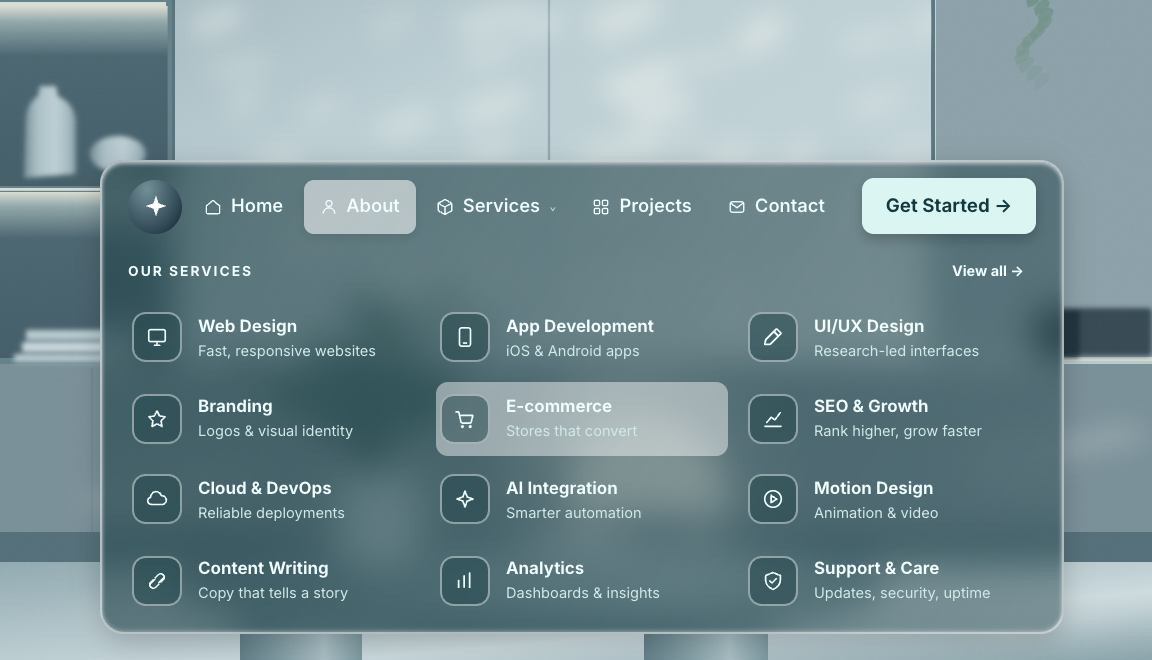 Home
About
Services
Projects
Contact
Get Started →
OUR SERVICES
View all →
Web Design
Fast, responsive websites
App Development
iOS & Android apps
UI/UX Design
Research-led interfaces
Branding
Logos & visual identity
E-commerce
Stores that convert
SEO & Growth
Rank higher, grow faster
Cloud & DevOps
Reliable deployments
AI Integration
Smarter automation
Motion Design
Animation & video
Content Writing
Copy that tells a story
Analytics
Dashboards & insights
Support & Care
Updates, security, uptime